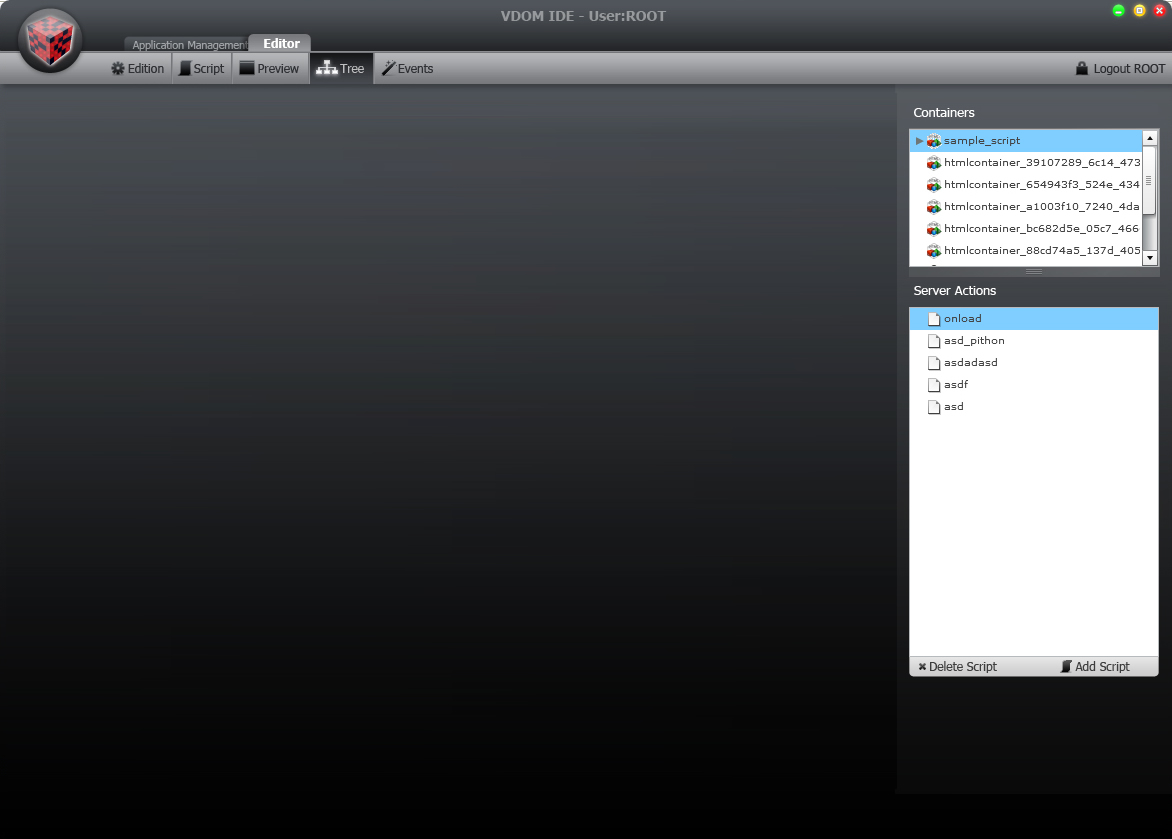 VDOM IDE - User:ROOT
Application Management
Editor
Edition
Script
Preview
Tree
Events
Logout ROOT
Containers
sample_script
htmlcontainer_39107289_6c14_473
htmlcontainer_654943f3_524e_434
htmlcontainer_a1003f10_7240_4da
htmlcontainer_bc682d5e_05c7_466
htmlcontainer_88cd74a5_137d_405
Server Actions
onload
asd_pithon
asdadasd
asdf
asd
Delete Script
Add Script